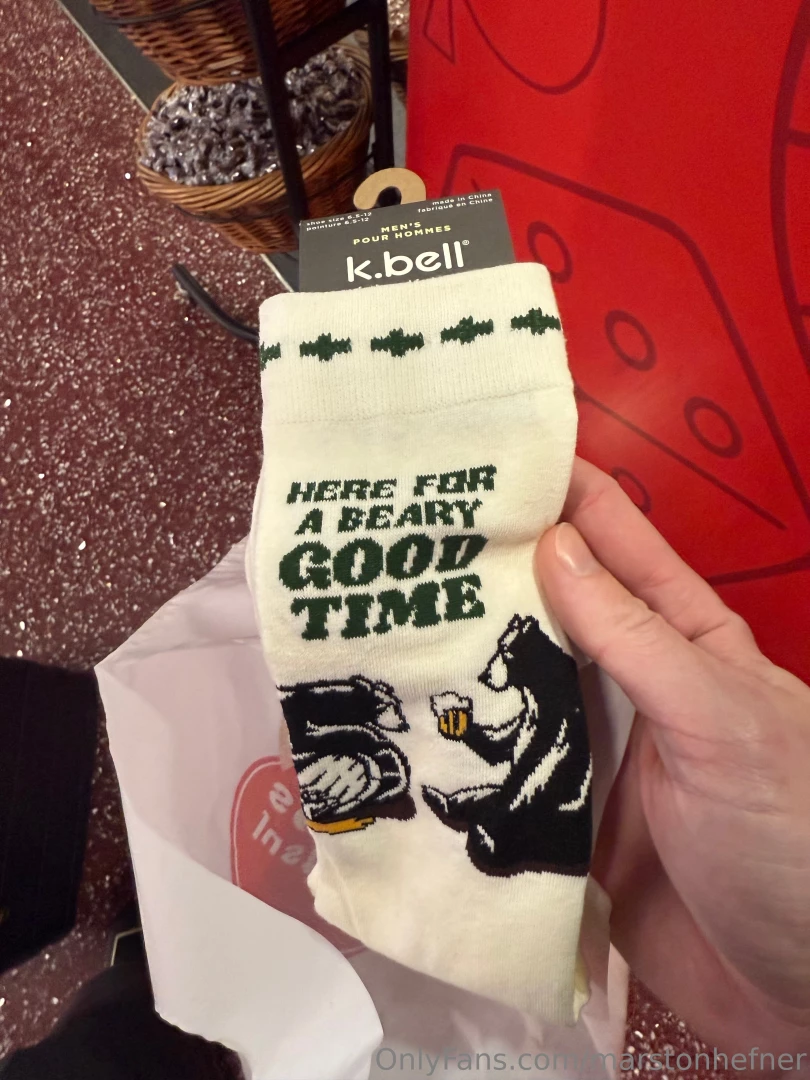 shoe size 6.5-12
pointure 6.5-12
made in China
fabriqué en Chine
MEN'S
POUR HOMMES
k.bell®
HERE FOR
A BEARY
GOOD
TIME
OnlyFans.com/marstonhefner